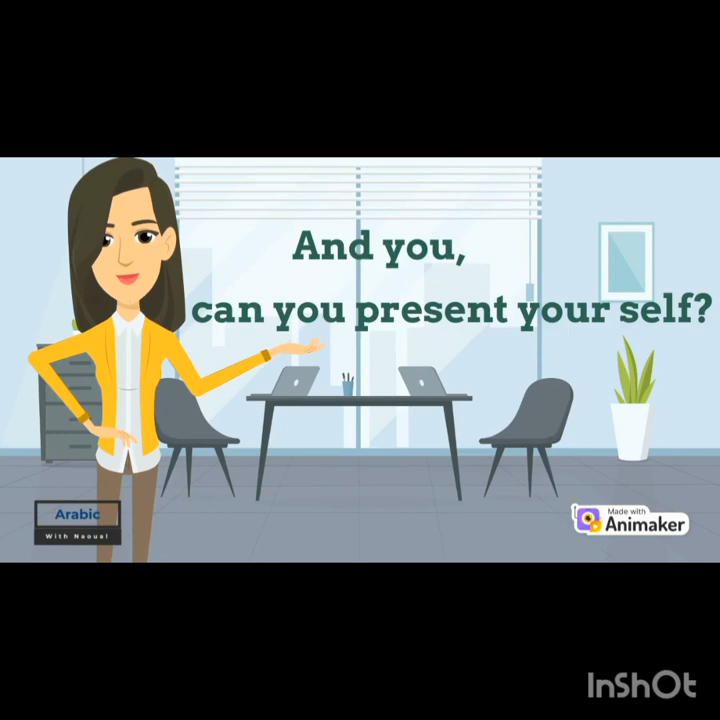 And you,
can you present your self?
Arabic
With Naoual
Made with
Animaker
InShOt